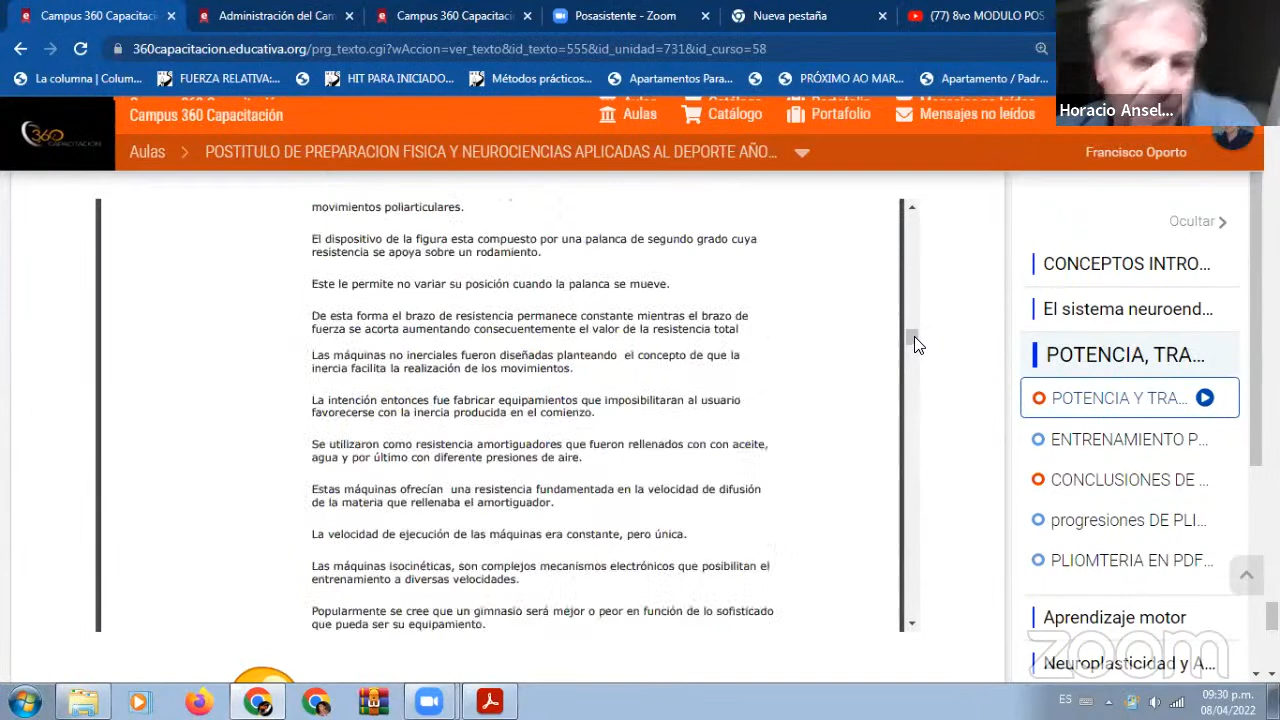 Campus 360 Capacitaci
Administración del Cam
Campus 360 Capacitaci
Posasistente - Zoom
Nueva pestaña
(77) 8vo MODULO POS
360capacitacion.educativa.org/prg_texto.cgi?wAccion=ver_texto&id_texto=555&id_unidad=731&id_curso=58
La columna | Colum...
FUERZA RELATIVA:...
HIT PARA INICIADO...
Métodos prácticos...
Apartamentos Para...
PRÓXIMO AO MAR...
Apartamento / Padr...
Horacio Ansel...
360
CAPACITACION
Campus 360 Capacitación
Aulas
Catálogo
Portafolio
Mensajes no leídos
Aulas
POSTITULO DE PREPARACION FISICA Y NEUROCIENCIAS APLICADAS AL DEPORTE AÑO...
Francisco Oporto
movimientos poliarticulares.
El dispositivo de la figura esta compuesto por una palanca de segundo grado cuya
resistencia se apoya sobre un rodamiento.
Este le permite no variar su posición cuando la palanca se mueve.
De esta forma el brazo de resistencia permanece constante mientras el brazo de
fuerza se acorta aumentando consecuentemente el valor de la resistencia total
Las máquinas no inerciales fueron diseñadas planteando el concepto de que la
inercia facilita la realización de los movimientos.
La intención entonces fue fabricar equipamientos que imposibilitaran al usuario
favorecerse con la inercia producida en el comienzo.
Se utilizaron como resistencia amortiguadores que fueron rellenados con con aceite,
agua y por último con diferente presiones de aire.
Estas máquinas ofrecían una resistencia fundamentada en la velocidad de difusión
de la materia que rellenaba el amortiguador.
La velocidad de ejecución de las máquinas era constante, pero única.
Las máquinas isocinéticas, son complejos mecanismos electrónicos que posibilitan el
entrenamiento a diversas velocidades.
Popularmente se cree que un gimnasio será mejor o peor en función de lo sofisticado
que pueda ser su equipamiento.
Ocultar
CONCEPTOS INTRO...
El sistema neuroend...
POTENCIA, TRA...
POTENCIA Y TRA...
ENTRENAMIENTO P...
CONCLUSIONES DE ...
progresiones DE PLI...
PLIOMTERIA EN PDF...
Aprendizaje motor
Neuroplasticidad y A...
zoom
ES
09:30 p.m.
08/04/2022